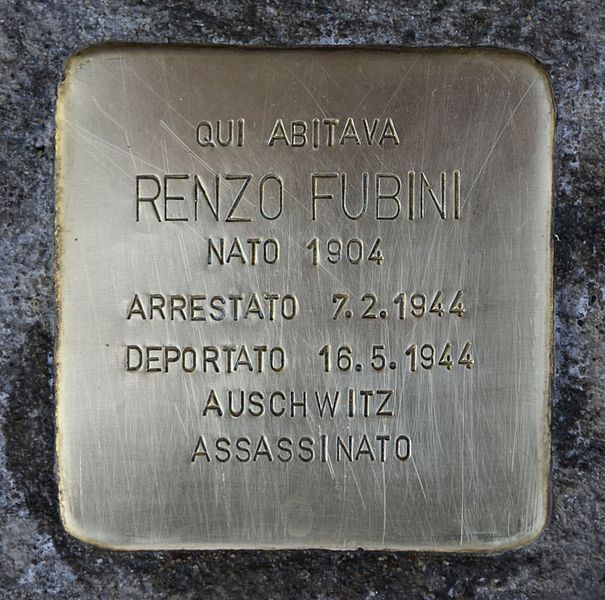 QUI ABITAVA
RENZO FUBINI
NATO 1904
ARRESTATO 7.2.1944
DEPORTATO 16.5.1944
AUSCHWITZ
ASSASSINATO